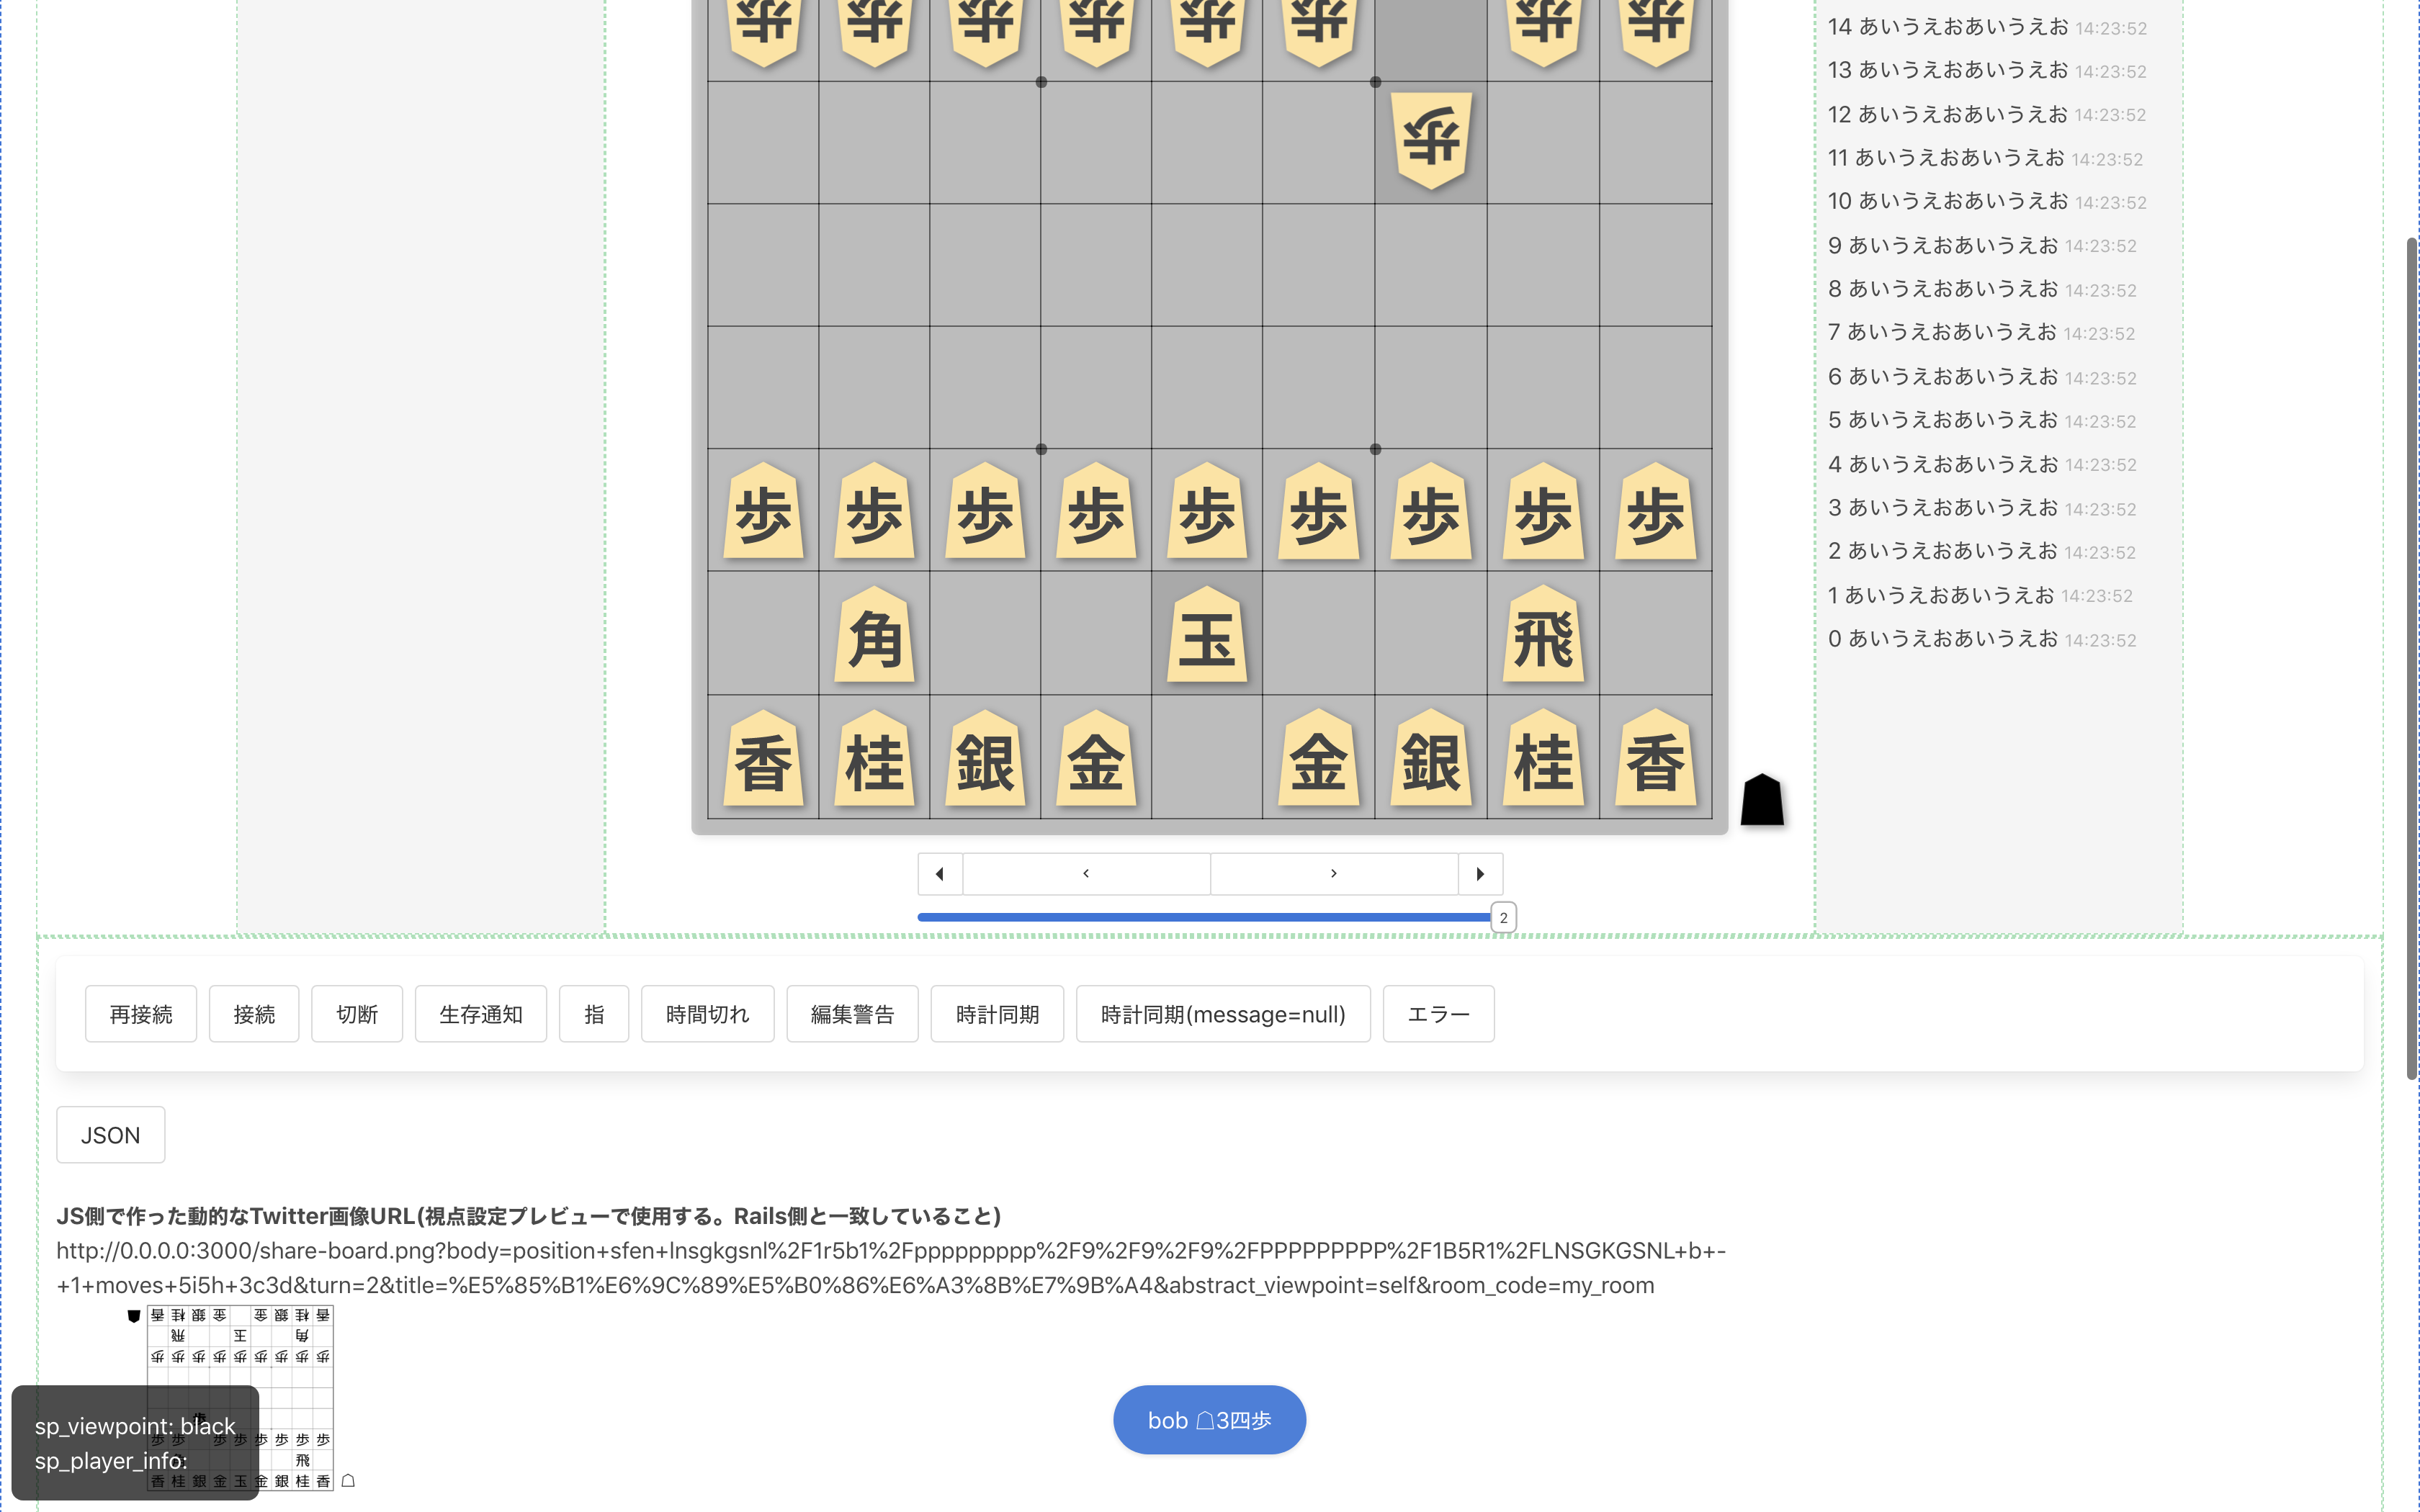 歩 歩 歩 歩 歩 歩 歩 歩
歩
歩 歩 歩 歩 歩 歩 歩 歩 歩
角 玉 飛
香 桂 銀 金 金 銀 桂 香
2
14 あいうえおあいうえお 14:23:52
13 あいうえおあいうえお 14:23:52
12 あいうえおあいうえお 14:23:52
11 あいうえおあいうえお 14:23:52
10 あいうえおあいうえお 14:23:52
9 あいうえおあいうえお 14:23:52
8 あいうえおあいうえお 14:23:52
7 あいうえおあいうえお 14:23:52
6 あいうえおあいうえお 14:23:52
5 あいうえおあいうえお 14:23:52
4 あいうえおあいうえお 14:23:52
3 あいうえおあいうえお 14:23:52
2 あいうえおあいうえお 14:23:52
1 あいうえおあいうえお 14:23:52
0 あいうえおあいうえお 14:23:52
再接続 接続 切断 生存通知 指 時間切れ 編集警告 時計同期 時計同期(message=null) エラー
JSON
JS側で作った動的なTwitter画像URL(視点設定プレビューで使用する。Rails側と一致していること)
http://0.0.0.0:3000/share-board.png?body=position+sfen+lnsgkgsnl%2F1r5b1%2Fppppppppp%2F9%2F9%2F9%2FPPPPPPPPP%2F1B5R1%2FLNSGKGSNL+b+-
+1+moves+5i5h+3c3d&turn=2&title=%E5%85%B1%E6%9C%89%E5%B0%86%E6%A3%8B%E7%9B%A4&abstract_viewpoint=self&room_code=my_room
香 桂 銀 金 金 銀 桂 香
飛 玉 角
歩 歩 歩 歩 歩 歩 歩 歩 歩
歩
歩 歩 歩 歩 歩 歩 歩 歩
飛
香 桂 銀 金 玉 金 銀 桂 香
sp_viewpoint: black
sp_player_info:
bob ☖3四歩